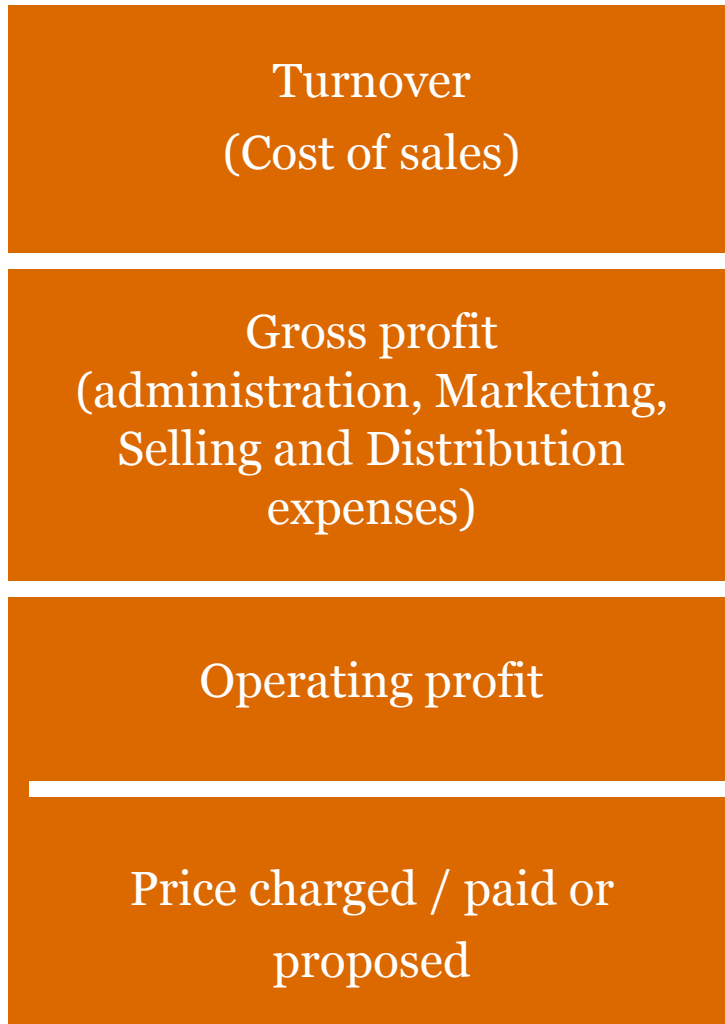 Turnover
(Cost of sales)
Gross profit
(administration, Marketing,
Selling and Distribution
expenses)
Operating profit
Price charged / paid or
proposed